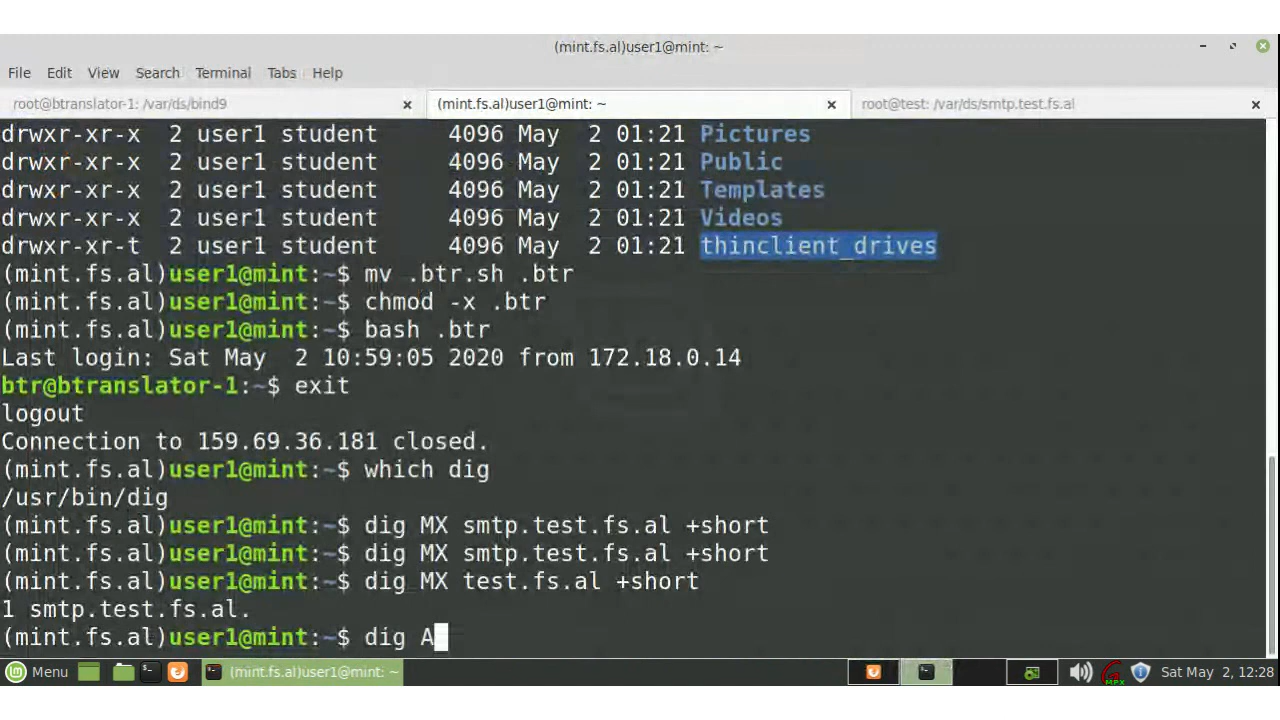 (mint.fs.al)user1@mint: ~
File Edit View Search Terminal Tabs Help
root@btranslator-1: /var/ds/bind9 × (mint.fs.al)user1@mint: ~ × root@test: /var/ds/smtp.test.fs.al ×
drwxr-xr-x 2 user1 student 4096 May 2 01:21 Pictures
drwxr-xr-x 2 user1 student 4096 May 2 01:21 Public
drwxr-xr-x 2 user1 student 4096 May 2 01:21 Templates
drwxr-xr-x 2 user1 student 4096 May 2 01:21 Videos
drwxr-xr-t 2 user1 student 4096 May 2 01:21 thinclient_drives
(mint.fs.al)user1@mint:~$ mv .btr.sh .btr
(mint.fs.al)user1@mint:~$ chmod -x .btr
(mint.fs.al)user1@mint:~$ bash .btr
Last login: Sat May 2 10:59:05 2020 from 172.18.0.14
btr@btranslator-1:~$ exit
logout
Connection to 159.69.36.181 closed.
(mint.fs.al)user1@mint:~$ which dig
/usr/bin/dig
(mint.fs.al)user1@mint:~$ dig MX smtp.test.fs.al +short
(mint.fs.al)user1@mint:~$ dig MX smtp.test.fs.al +short
(mint.fs.al)user1@mint:~$ dig MX test.fs.al +short
1 smtp.test.fs.al.
(mint.fs.al)user1@mint:~$ dig A
Menu (mint.fs.al)user1@mint: ~ MPX Sat May 2, 12:28